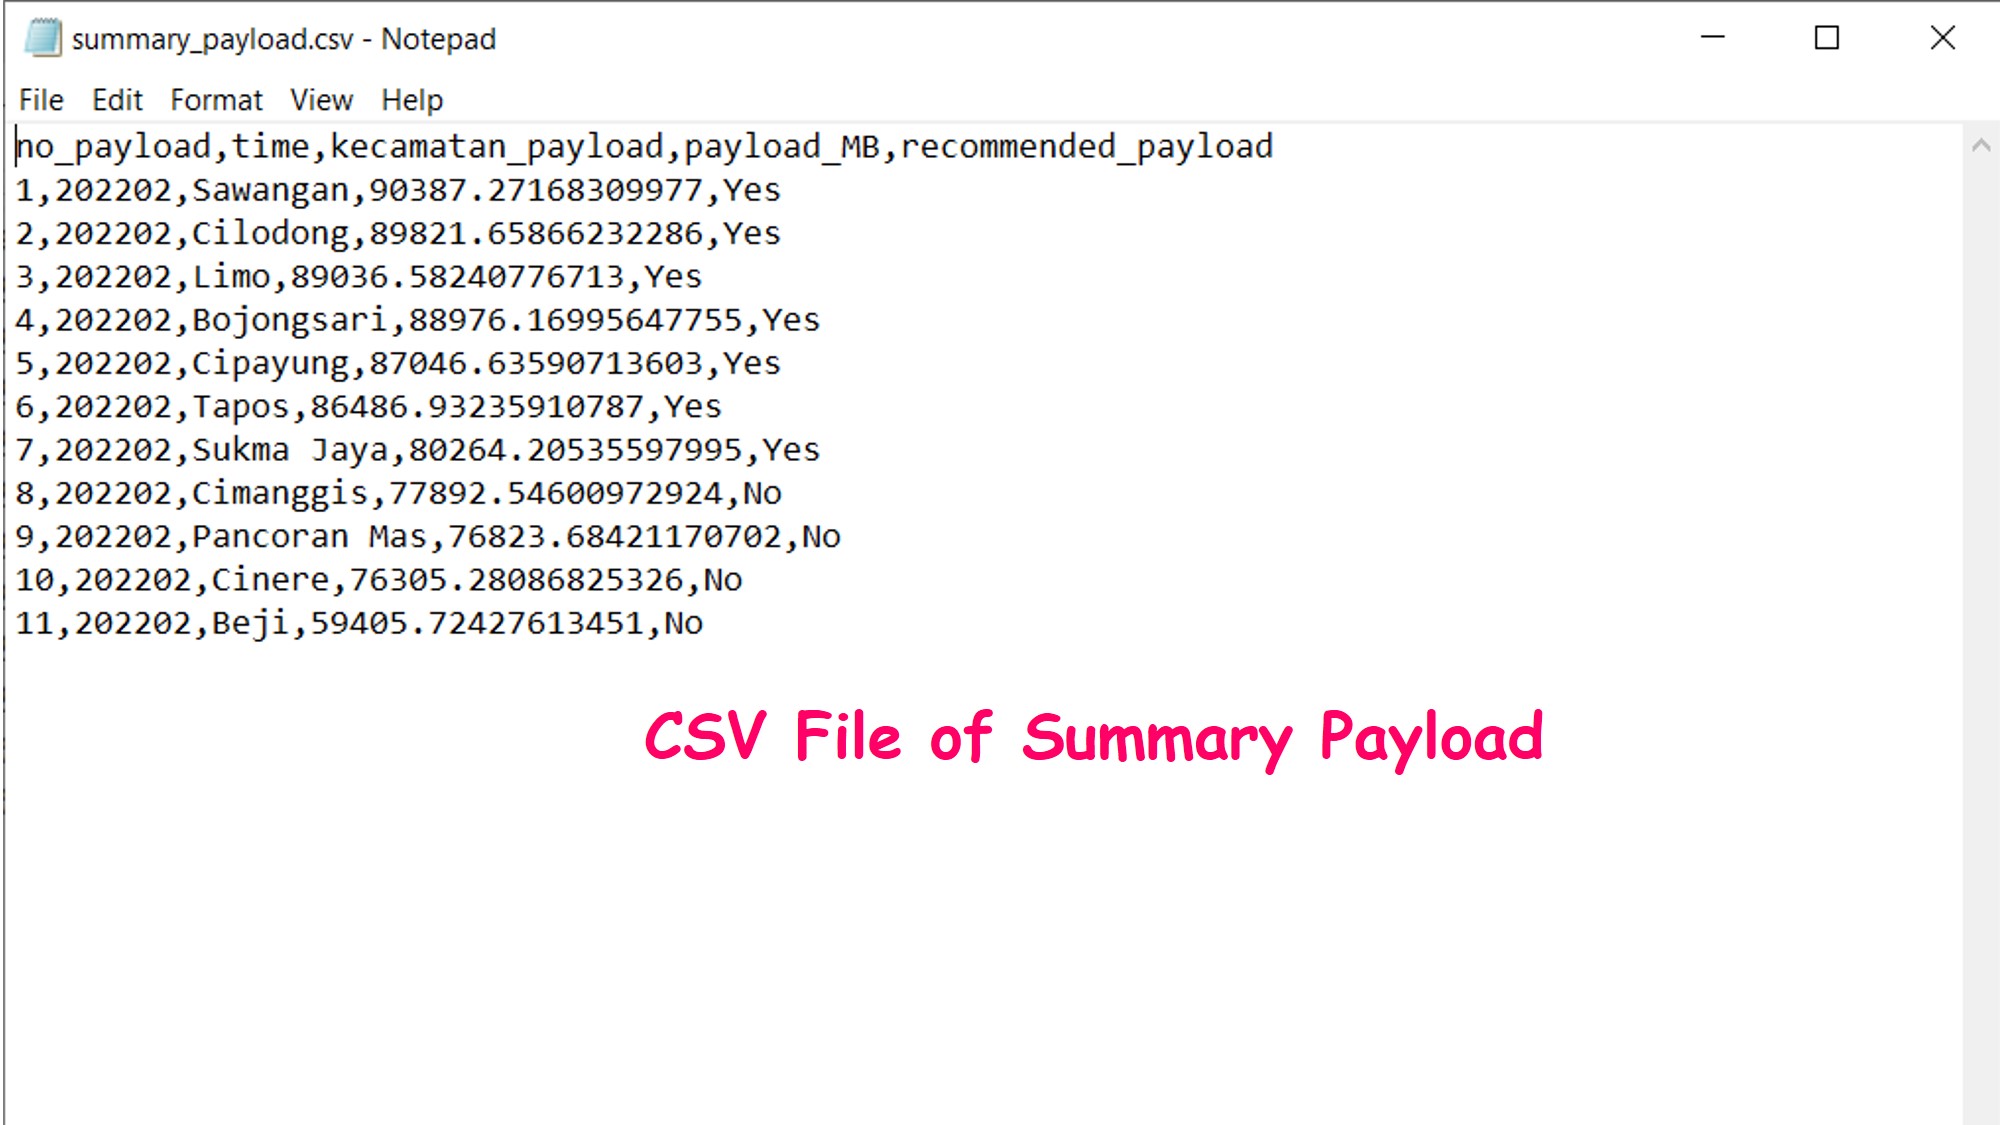 summary_payload.csv - Notepad
File Edit Format View Help
no_payload,time,kecamatan_payload,payload_MB,recommended_payload
1,202202,Sawangan,90387.27168309977,Yes
2,202202,Cilodong,89821.65866232286,Yes
3,202202,Limo,89036.58240776713,Yes
4,202202,Bojongsari,88976.16995647755,Yes
5,202202,Cipayung,87046.63590713603,Yes
6,202202,Tapos,86486.93235910787,Yes
7,202202,Sukma Jaya,80264.20535597995,Yes
8,202202,Cimanggis,77892.54600972924,No
9,202202,Pancoran Mas,76823.68421170702,No
10,202202,Cinere,76305.28086825326,No
11,202202,Beji,59405.72427613451,No
CSV File of Summary Payload